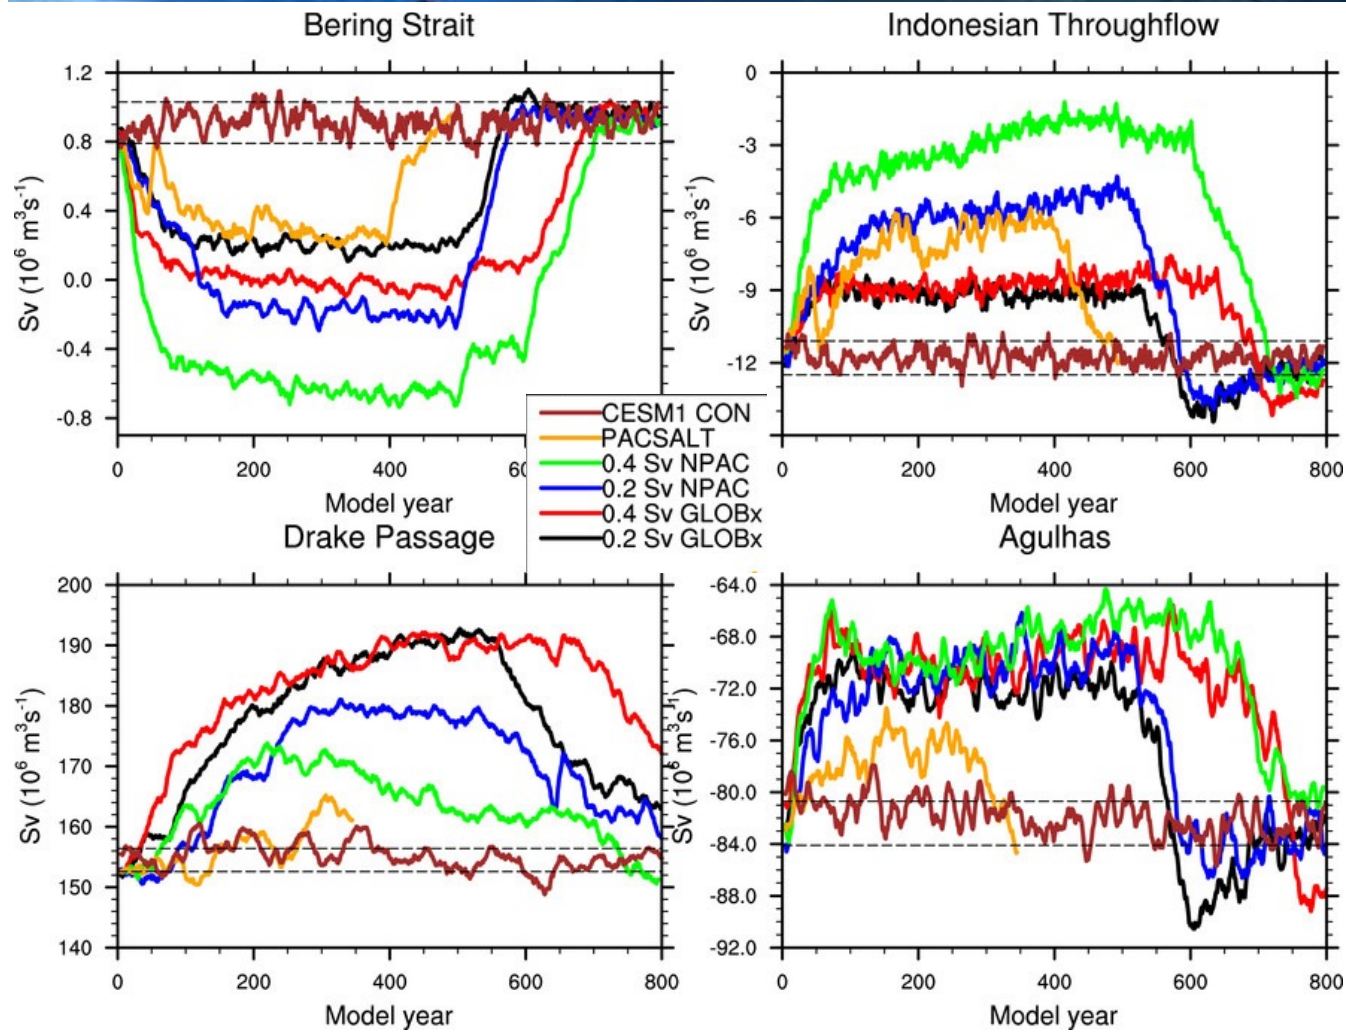 Bering Strait
Sv (10⁶ m³s⁻¹)
1.2
0.8
0.4
0.0
-0.4
-0.8
0 200 400 60
Model year
Indonesian Throughflow
Sv (10⁶ m³s⁻¹)
0
-3
-6
-9
-12
0 200 400 600 800
Model year
CESM1 CON
PACSALT
0.4 Sv NPAC
0.2 Sv NPAC
0.4 Sv GLOBx
0.2 Sv GLOBx
Drake Passage
Sv (10⁶ m³s⁻¹)
200
190
180
170
160
150
140
0 200 400 600 800
Model year
Agulhas
Sv (10⁶ m³s⁻¹)
-64.0
-68.0
-72.0
-76.0
-80.0
-84.0
-88.0
-92.0
0 200 400 600 800
Model year